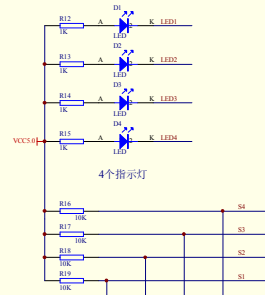 D1
R12 A K LED1
1K LED
D2
R13 A K LED2
1K LED
D3
R14 A K LED3
1K LED
D4
VCC5.0 R15 A K LED4
1K LED
4个指示灯
R16 S4
10K
R17 S3
10K
R18 S2
10K
R19 S1
10K